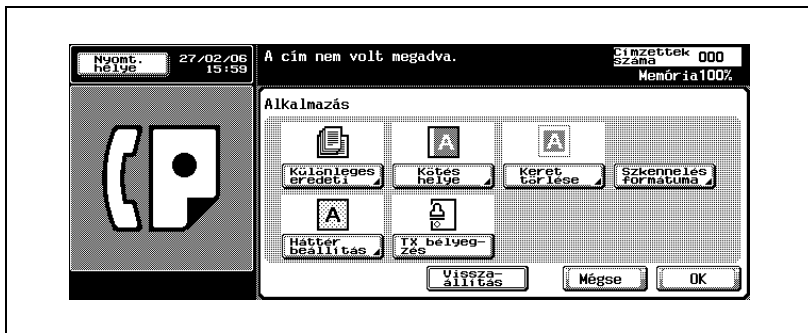 Nyomt.
helye
27/02/06
15:59
A cím nem volt megadva.
Címzettek
száma
000
Memória100%
Alkalmazás
Különleges
eredeti
Kötés
helye
Keret
törlése
Szkennelés
formátuma
Háttér
beállítás
TX bélyeg-
zés
Vissza-
állítás
Mégse
OK